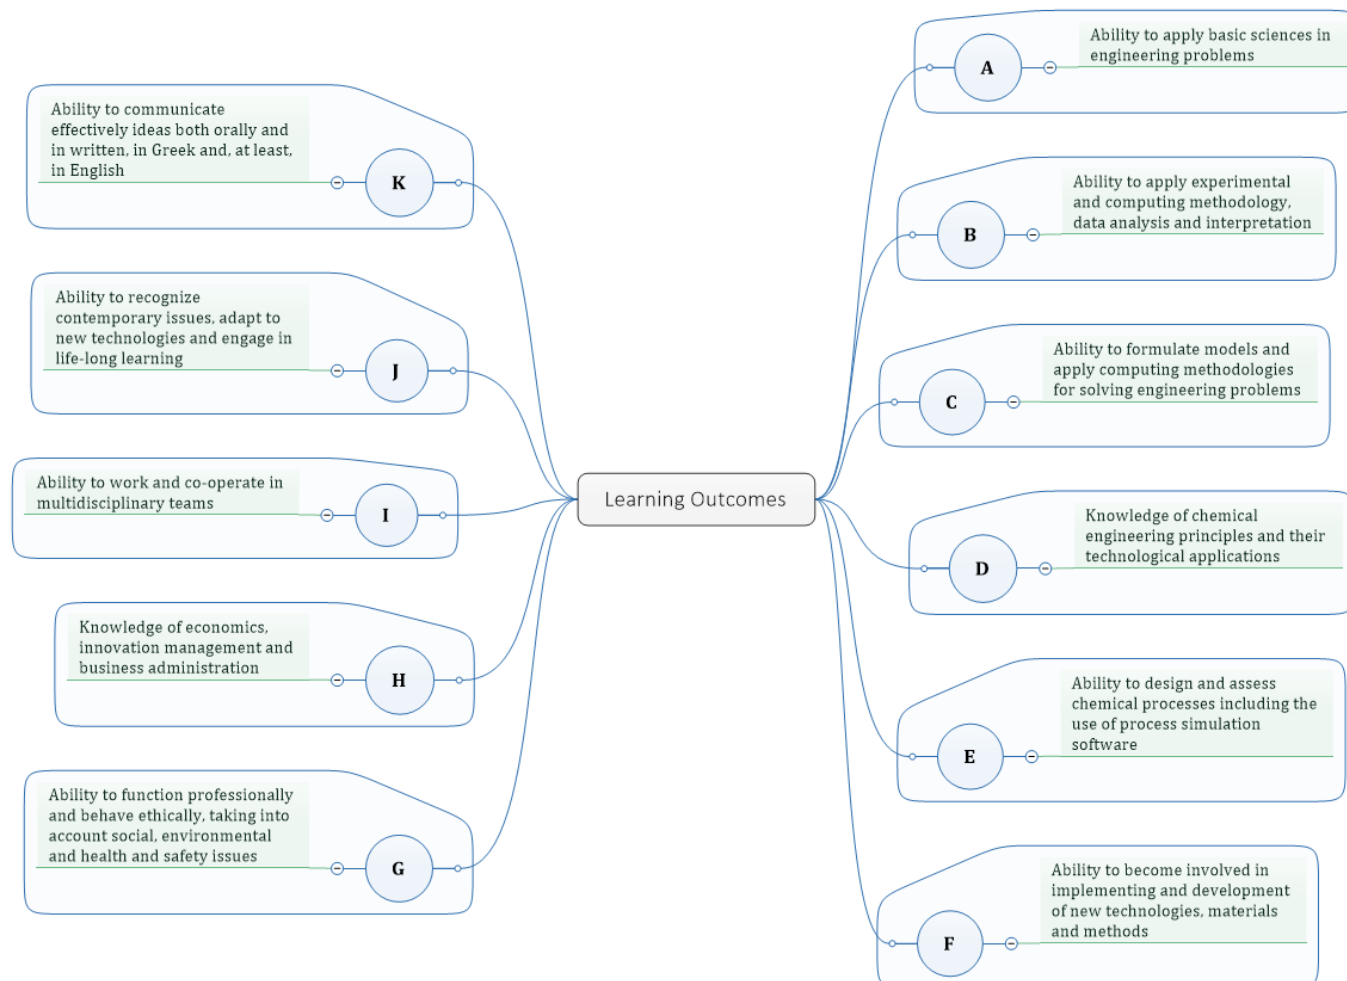 Learning Outcomes
A
Ability to apply basic sciences in
engineering problems
B
Ability to apply experimental
and computing methodology,
data analysis and interpretation
C
Ability to formulate models and
apply computing methodologies
for solving engineering problems
D
Knowledge of chemical
engineering principles and their
technological applications
E
Ability to design and assess
chemical processes including the
use of process simulation
software
F
Ability to become involved in
implementing and development
of new technologies, materials
and methods
G
Ability to function professionally
and behave ethically, taking into
account social, environmental
and health and safety issues
H
Knowledge of economics,
innovation management and
business administration
I
Ability to work and co-operate in
multidisciplinary teams
J
Ability to recognize
contemporary issues, adapt to
new technologies and engage in
life-long learning
K
Ability to communicate
effectively ideas both orally and
in written, in Greek and, at least,
in English